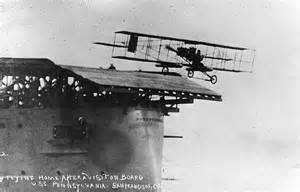 FLYING HOME AFTER A VISIT ON BOARD
U.S.S. PENNSYLVANIA. SAN FRANCISCO, CAL